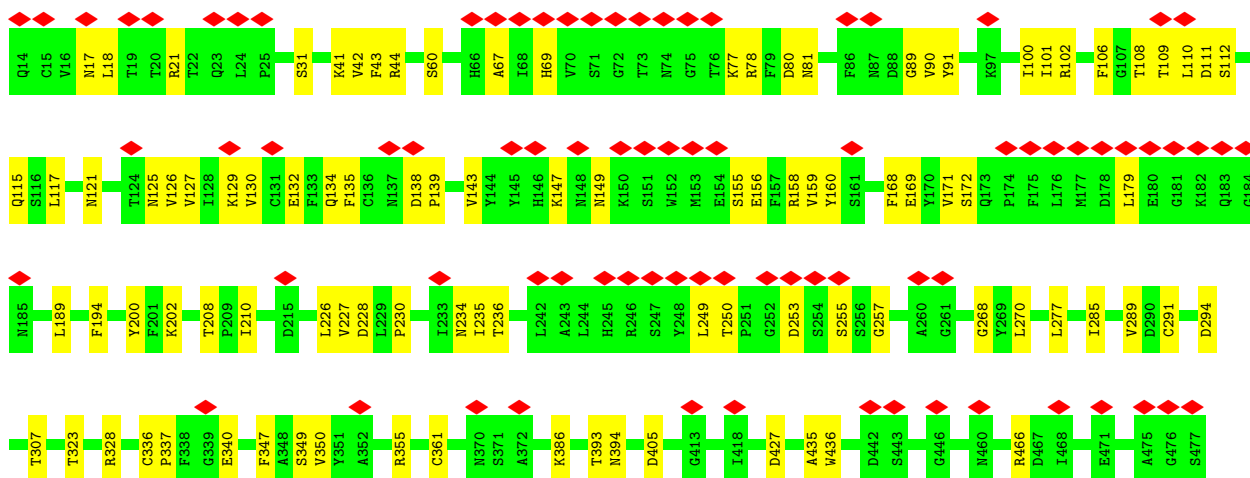 Q14 C15 V16 N17 L18 T19 T20 R21 T22 Q23 L24 P25 S31 K41 V42 F43 R44 S60 H66 A67 I68 H69 V70 S71 G72 T73 N74 G75 T76 K77 R78 F79 D80 N81 F86 N87 D88 G89 V90 Y91 K97 I100 I101 R102 F106 G107 T108 T109 L110 D111 S112
Q115 S116 L117 N121 T124 N125 V126 V127 I128 K129 V130 C131 E132 F133 Q134 F135 C136 N137 D138 P139 V143 Y144 Y145 H146 K147 N148 N149 K150 S151 W152 M153 E154 S155 E156 F157 R158 V159 Y160 S161 F168 E169 Y170 V171 S172 Q173 P174 F175 L176 M177 D178 L179 E180 G181 K182 Q183 G184
N185 L189 F194 Y200 F201 K202 T208 P209 I210 D215 L226 V227 D228 L229 P230 I233 N234 I235 T236 L242 A243 L244 H245 R246 S247 Y248 L249 T250 P251 G252 D253 S254 S255 S256 G257 A260 G261 G268 Y269 L270 L277 I285 V289 D290 C291 D294
T307 T323 R328 C336 P337 F338 G339 E340 F347 A348 S349 V350 Y351 A352 R355 C361 N370 S371 A372 K386 T393 N394 D405 G413 I418 D427 A435 W436 D442 S443 G446 N460 R466 D467 I468 E471 A475 G476 S477